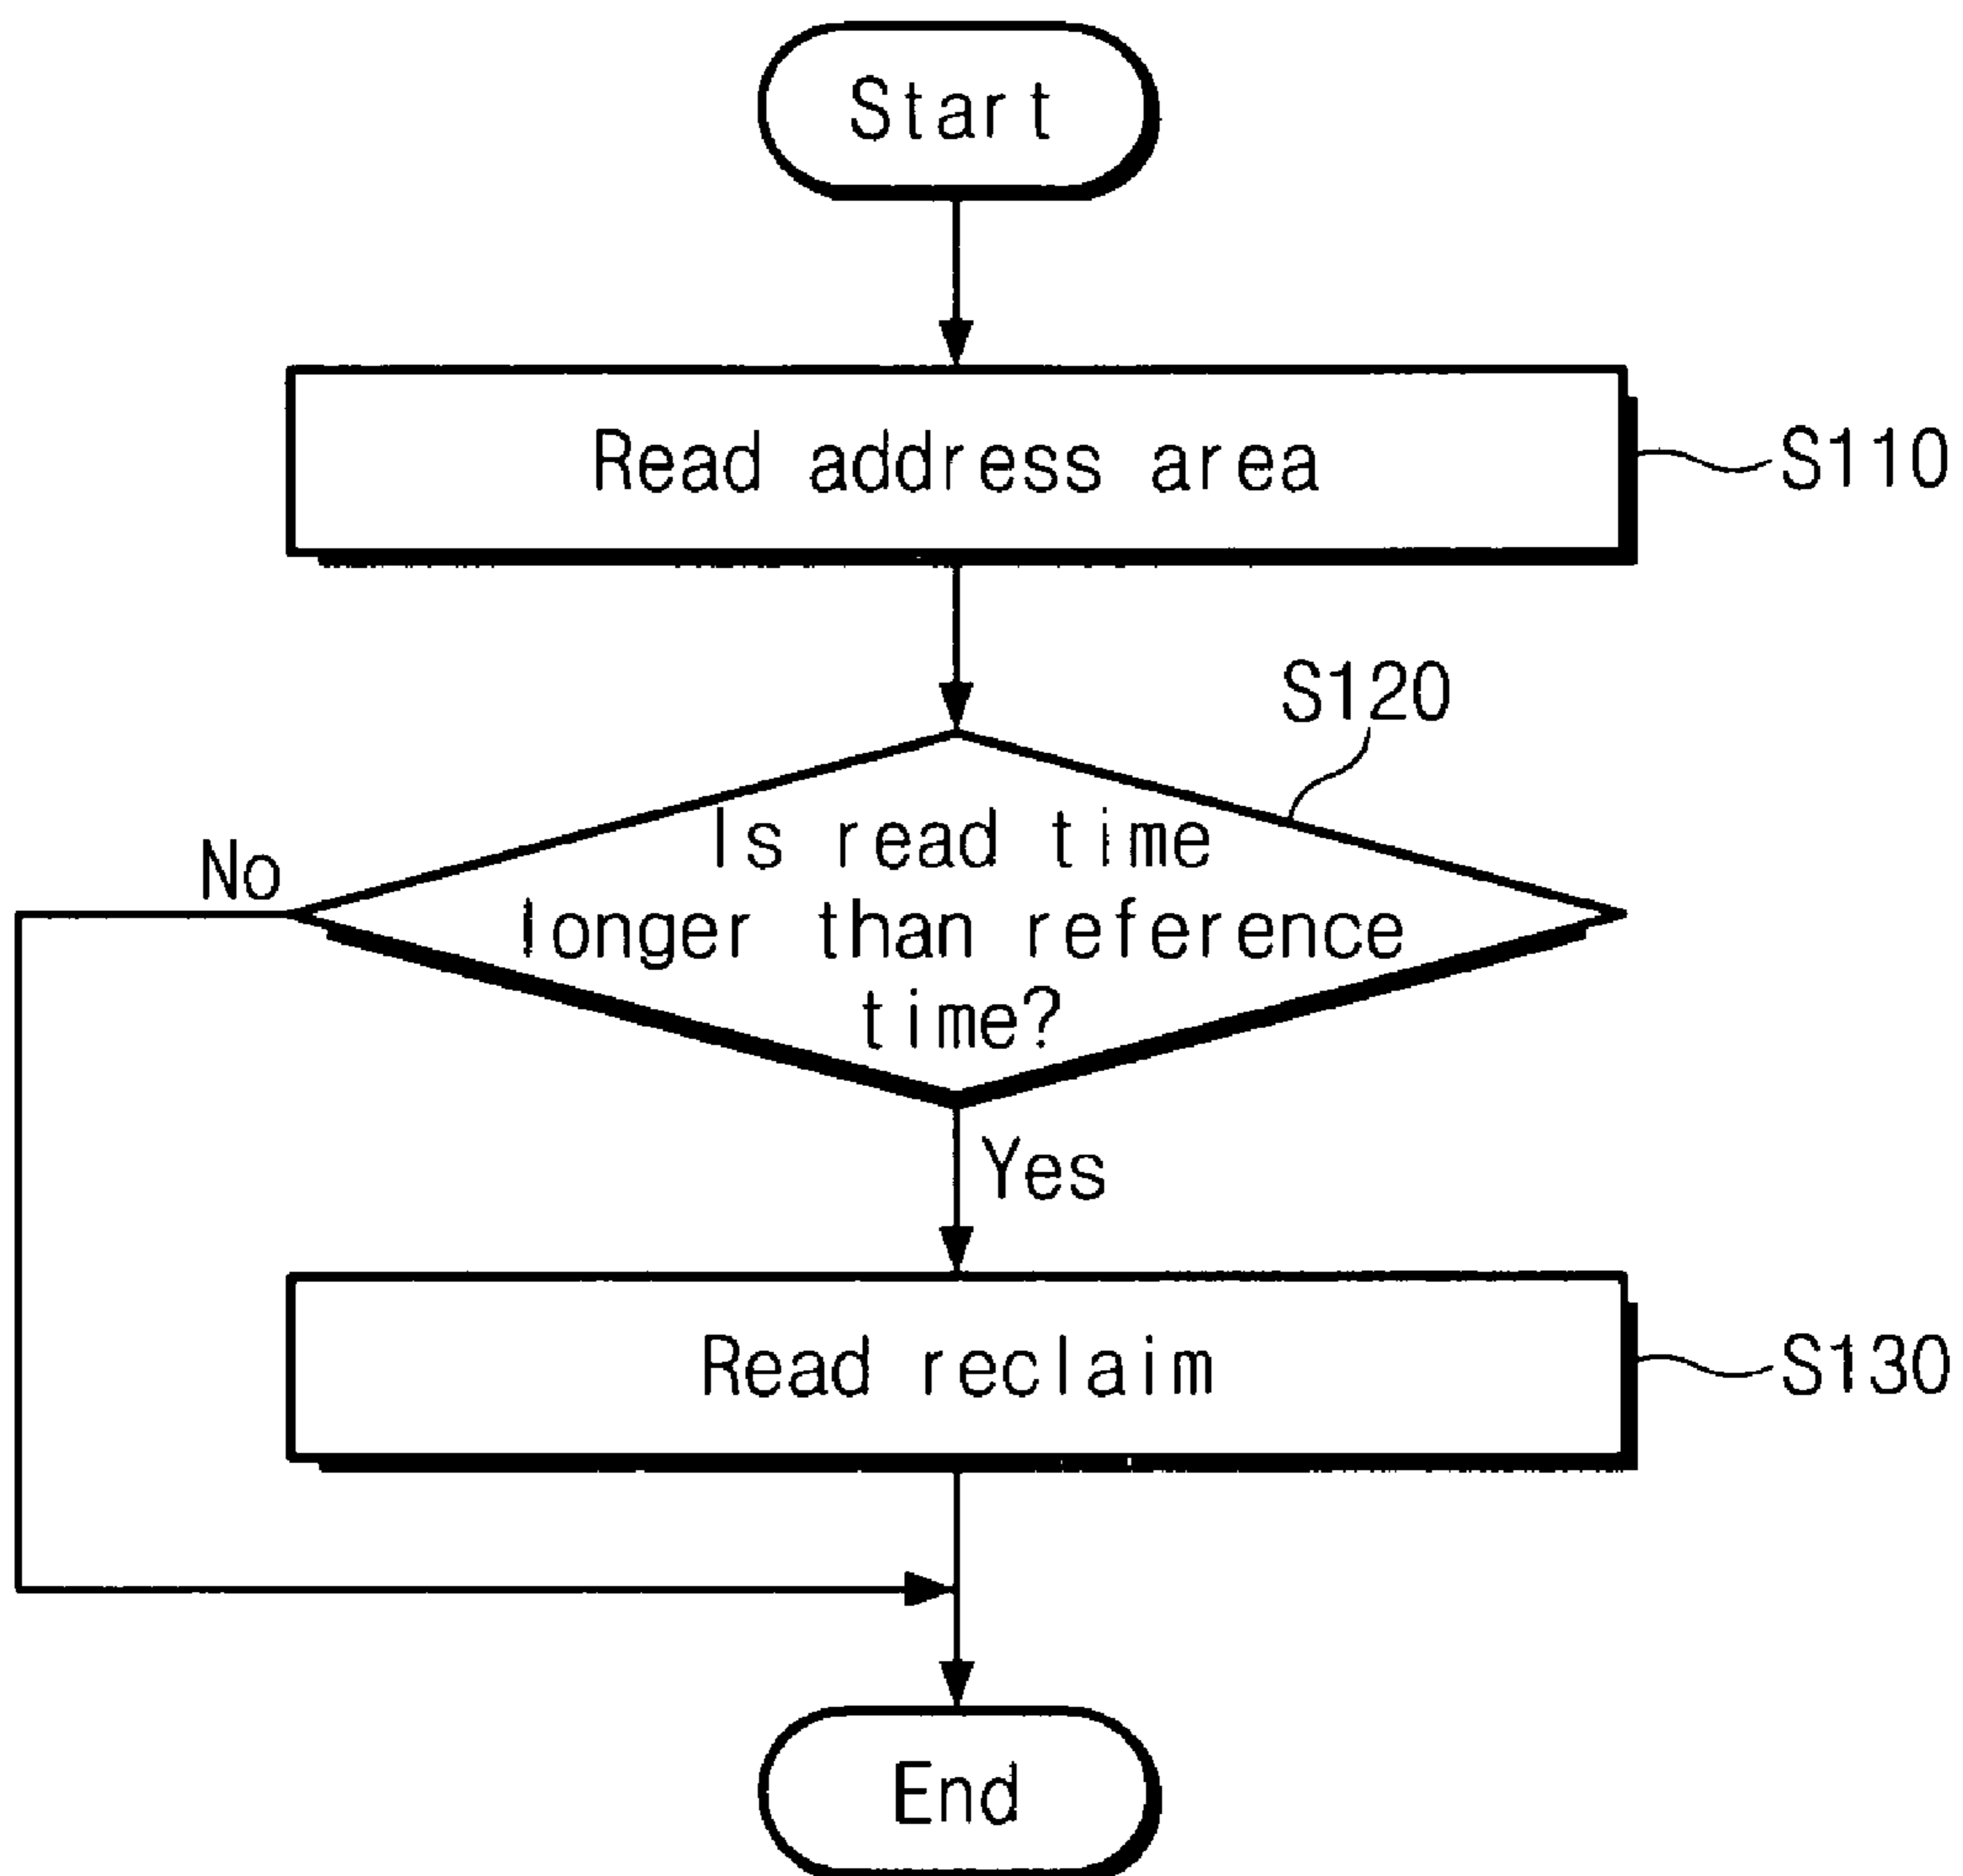 Start
Read address area
S110
S120
Is read time
No
longer than reference
time?
Yes
Read reclaim
S130
End